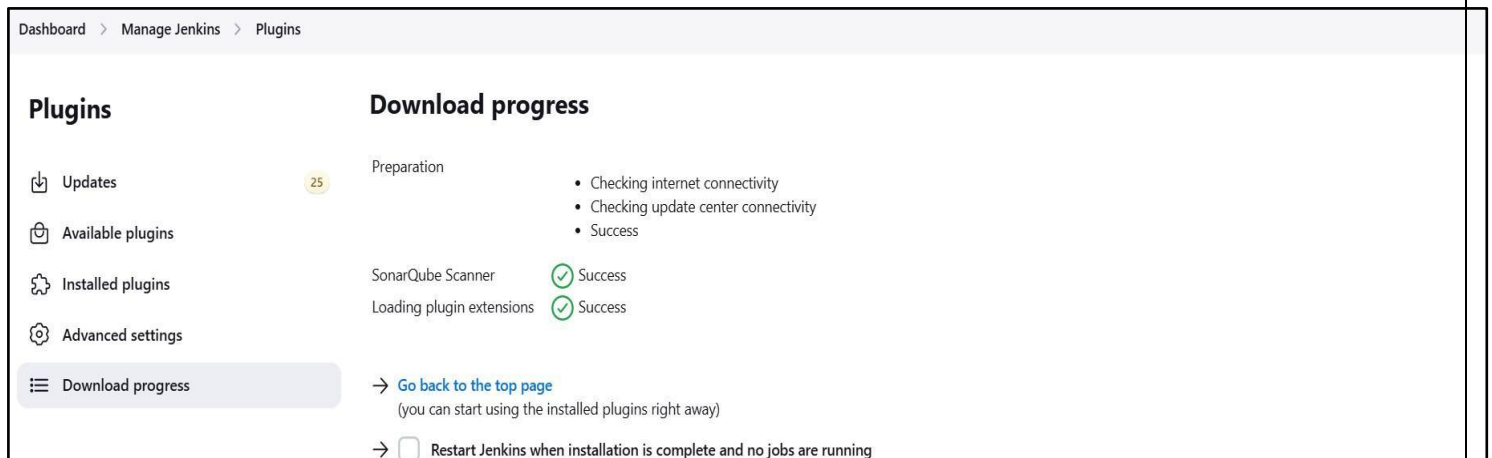 Dashboard > Manage Jenkins > Plugins
Plugins
Updates 25
Available plugins
Installed plugins
Advanced settings
Download progress
Download progress
Preparation
• Checking internet connectivity
• Checking update center connectivity
• Success
SonarQube Scanner Success
Loading plugin extensions Success
→ Go back to the top page
(you can start using the installed plugins right away)
→ Restart Jenkins when installation is complete and no jobs are running